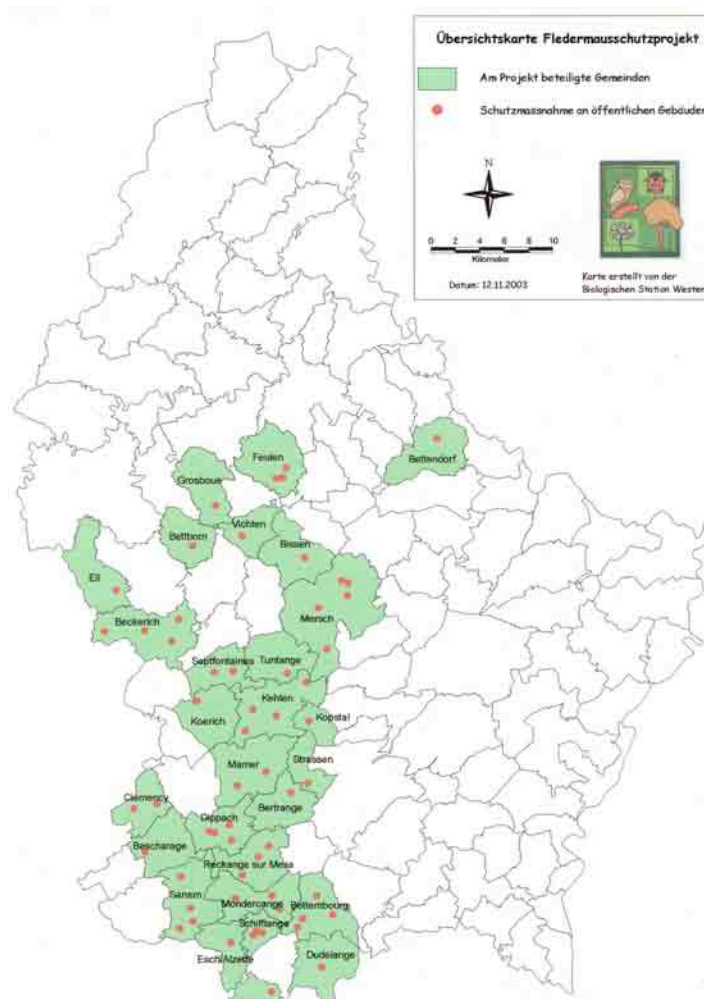 Übersichtskarte Fledermausschutzprojekt
Am Projekt beteiligte Gemeinden
Schutzmassnahme an öffentlichen Gebäuden
N
0 2 4 6 8 10
Kilometer
Datum: 12.11.2003
Karte erstellt von der
Biologischen Station Westen
Feulen
Bettendorf
Grosbous
Vichten
Bettborn
Bissen
Ell
Mersch
Beckerich
Septfontaines
Tuntange
Kehlen
Koerich
Kopstal
Strassen
Mamer
Clemency
Bertrange
Dippach
Bascharage
Reckange sur Mess
Sanem
Mondercange
Bettembourg
Schifflange
Esch/Alzette
Dudelange